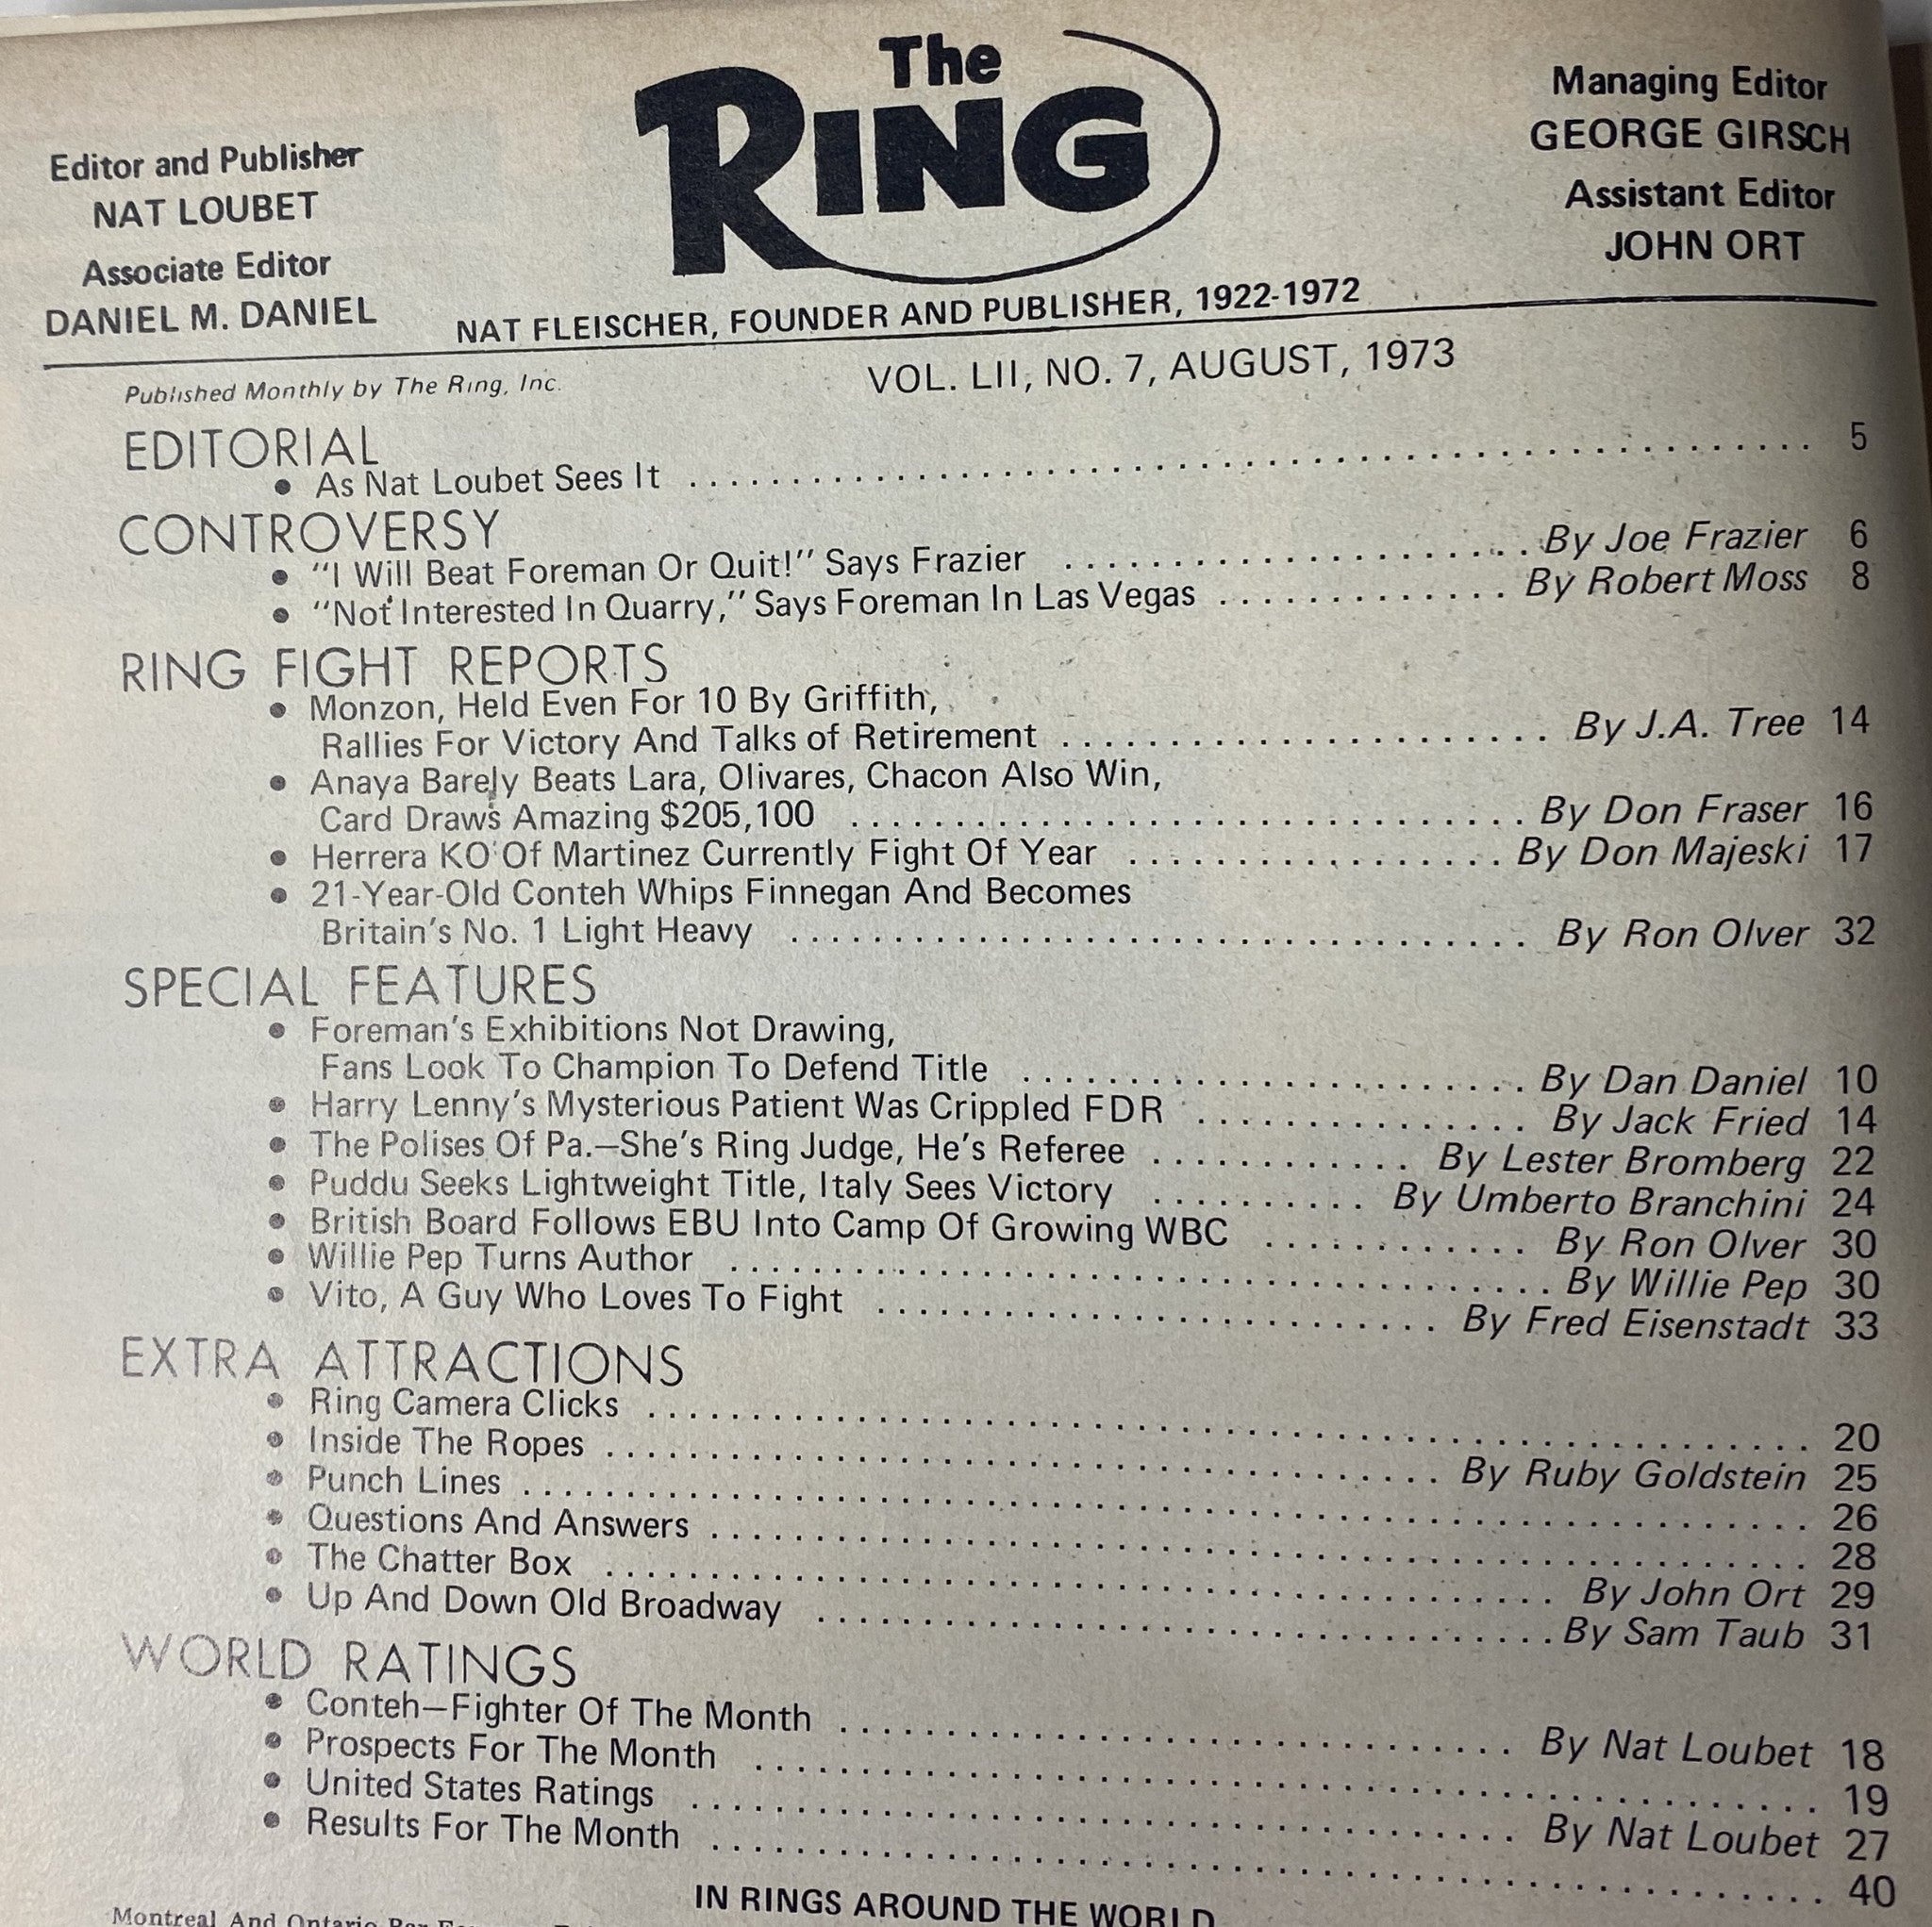 The
RING
Editor and Publisher
NAT LOUBET
Associate Editor
DANIEL M. DANIEL
Managing Editor
GEORGE GIRSCH
Assistant Editor
JOHN ORT
NAT FLEISCHER, FOUNDER AND PUBLISHER, 1922-1972
Published Monthly by The Ring, Inc.
VOL. LII, NO. 7, AUGUST, 1973
EDITORIAL
• As Nat Loubet Sees It . . . . . . . . . . 5
CONTROVERSY
• "I Will Beat Foreman Or Quit!" Says Frazier . . . . . . . . . . By Joe Frazier 6
• "Not Interested In Quarry," Says Foreman In Las Vegas . . . . . . . . . . By Robert Moss 8
RING FIGHT REPORTS
• Monzon, Held Even For 10 By Griffith,
Rallies For Victory And Talks of Retirement . . . . . . . . . . By J.A. Tree 14
• Anaya Barely Beats Lara, Olivares, Chacon Also Win,
Card Draws Amazing $205,100 . . . . . . . . . . By Don Fraser 16
• Herrera KO Of Martinez Currently Fight Of Year . . . . . . . . . . By Don Majeski 17
• 21-Year-Old Conteh Whips Finnegan And Becomes
Britain's No. 1 Light Heavy . . . . . . . . . . By Ron Olver 32
SPECIAL FEATURES
• Foreman's Exhibitions Not Drawing,
Fans Look To Champion To Defend Title . . . . . . . . . . By Dan Daniel 10
• Harry Lenny's Mysterious Patient Was Crippled FDR . . . . . . . . . . By Jack Fried 14
• The Polises Of Pa.—She's Ring Judge, He's Referee . . . . . . . . . . By Lester Bromberg 22
• Puddu Seeks Lightweight Title, Italy Sees Victory . . . . . . . . . . By Umberto Branchini 24
• British Board Follows EBU Into Camp Of Growing WBC . . . . . . . . . . By Ron Olver 30
• Willie Pep Turns Author . . . . . . . . . . By Willie Pep 30
• Vito, A Guy Who Loves To Fight . . . . . . . . . . By Fred Eisenstadt 33
EXTRA ATTRACTIONS
• Ring Camera Clicks . . . . . . . . . . 20
• Inside The Ropes . . . . . . . . . . By Ruby Goldstein 25
• Punch Lines . . . . . . . . . . 26
• Questions And Answers . . . . . . . . . . 28
• The Chatter Box . . . . . . . . . . By John Ort 29
• Up And Down Old Broadway . . . . . . . . . . By Sam Taub 31
WORLD RATINGS
• Conteh—Fighter Of The Month . . . . . . . . . . By Nat Loubet 18
• Prospects For The Month . . . . . . . . . . 19
• United States Ratings . . . . . . . . . . By Nat Loubet 27
• Results For The Month . . . . . . . . . . 40
IN RINGS AROUND THE WORLD
Montreal And Ontario